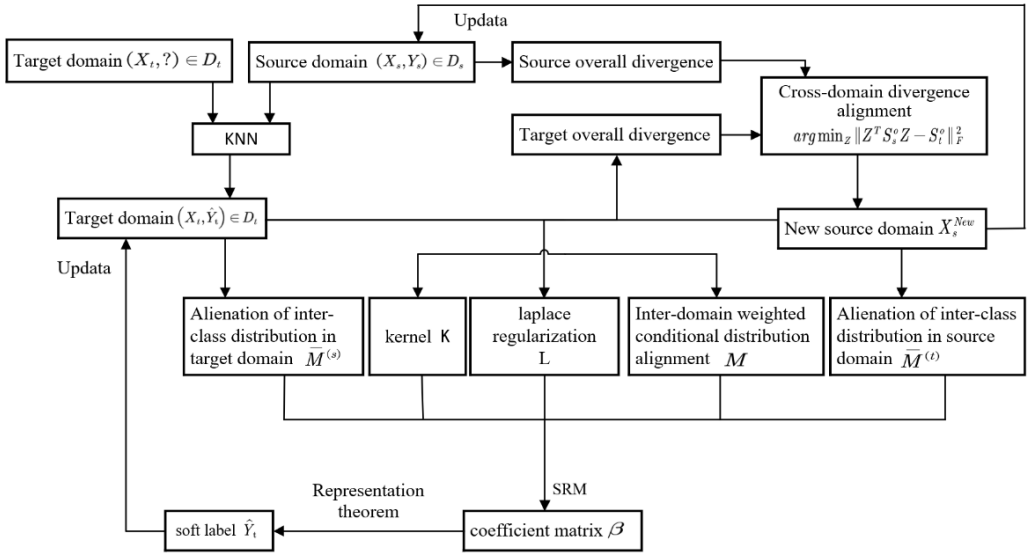 Updata
Target domain (X_t, ?) ∈ D_t
Source domain (X_s, Y_s) ∈ D_s
Source overall divergence
Cross-domain divergence
alignment
arg min_Z ‖Z^T S_s^o Z − S_t^o‖_F^2
KNN
Target overall divergence
Target domain (X_t, Ŷ_t) ∈ D_t
New source domain X_s^{New}
Updata
Alienation of inter-
class distribution in
target domain M̅^{(s)}
kernel K
laplace
regularization
L
Inter-domain weighted
conditional distribution
alignment M
Alienation of inter-class
distribution in source
domain M̅^{(t)}
SRM
Representation
theorem
soft label Ŷ_t
coefficient matrix β